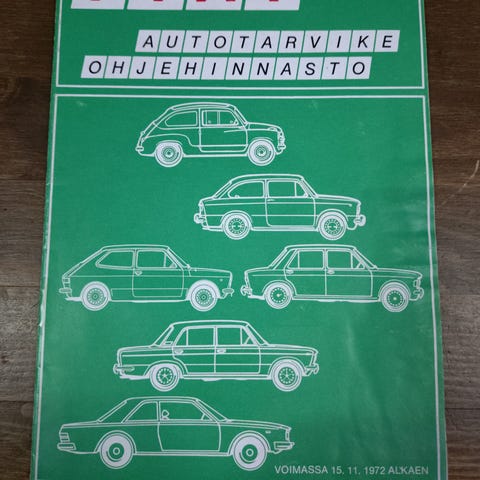 AUTOTARVIKE
OHJEHINNASTO
VOIMASSA 15. 11. 1972 ALKAEN